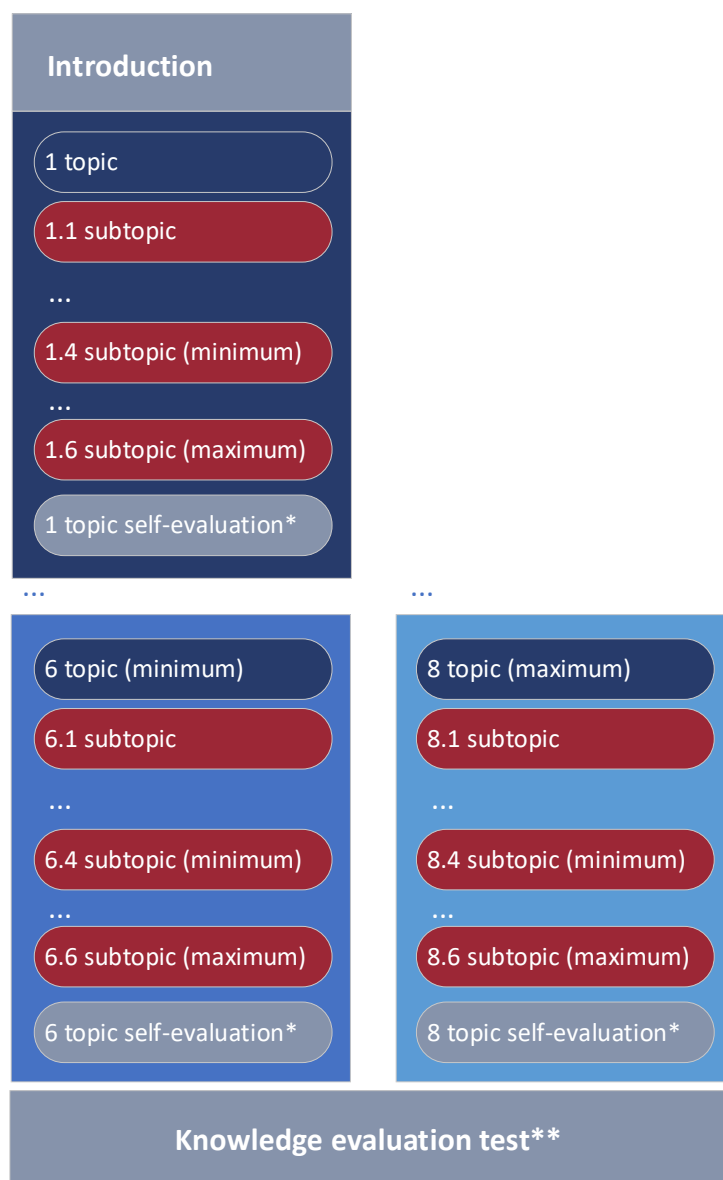 Introduction
1 topic
1.1 subtopic
...
1.4 subtopic (minimum)
...
1.6 subtopic (maximum)
1 topic self-evaluation*
...
6 topic (minimum)
6.1 subtopic
...
6.4 subtopic (minimum)
...
6.6 subtopic (maximum)
6 topic self-evaluation*
...
8 topic (maximum)
8.1 subtopic
...
8.4 subtopic (minimum)
...
8.6 subtopic (maximum)
8 topic self-evaluation*
Knowledge evaluation test**